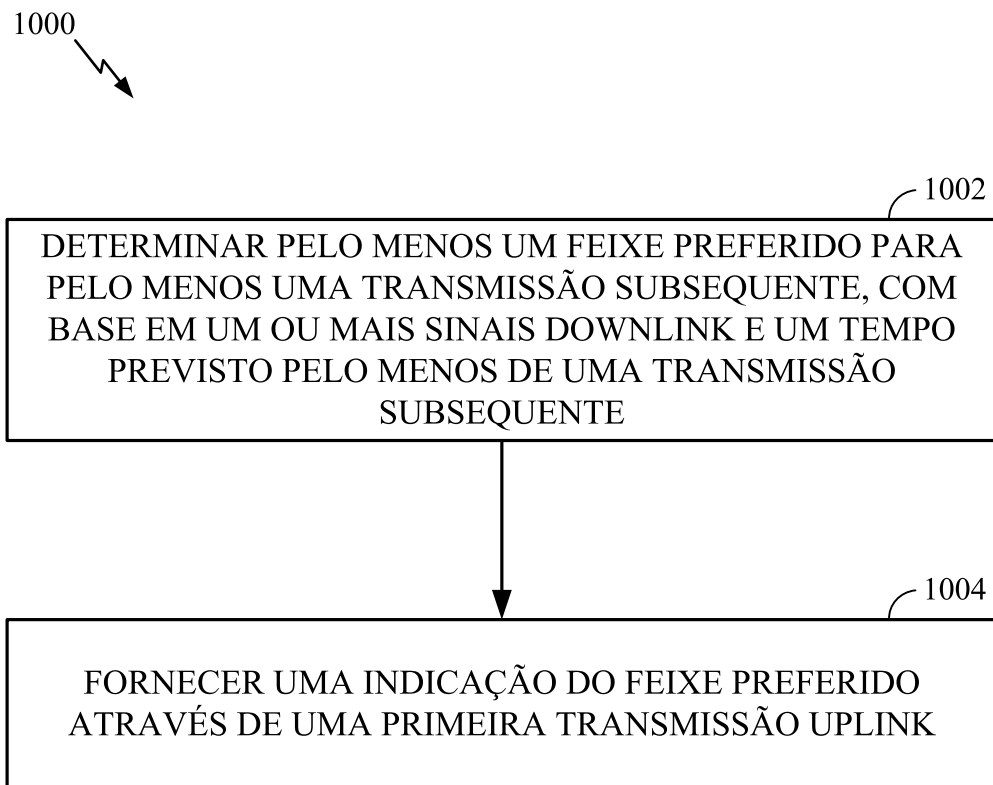 1000
1002
DETERMINAR PELO MENOS UM FEIXE PREFERIDO PARA
PELO MENOS UMA TRANSMISSÃO SUBSEQUENTE, COM
BASE EM UM OU MAIS SINAIS DOWNLINK E UM TEMPO
PREVISTO PELO MENOS DE UMA TRANSMISSÃO
SUBSEQUENTE
1004
FORNECER UMA INDICAÇÃO DO FEIXE PREFERIDO
ATRAVÉS DE UMA PRIMEIRA TRANSMISSÃO UPLINK